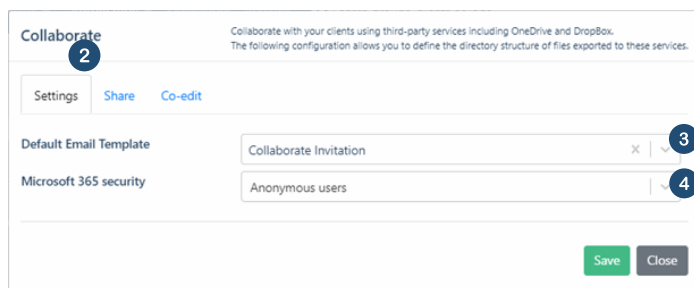 Collaborate
Collaborate with your clients using third-party services including OneDrive and DropBox.
The following configuration allows you to define the directory structure of files exported to these services.
2
Settings Share Co-edit
Default Email Template Collaborate Invitation × 3
Microsoft 365 security Anonymous users 4
Save Close